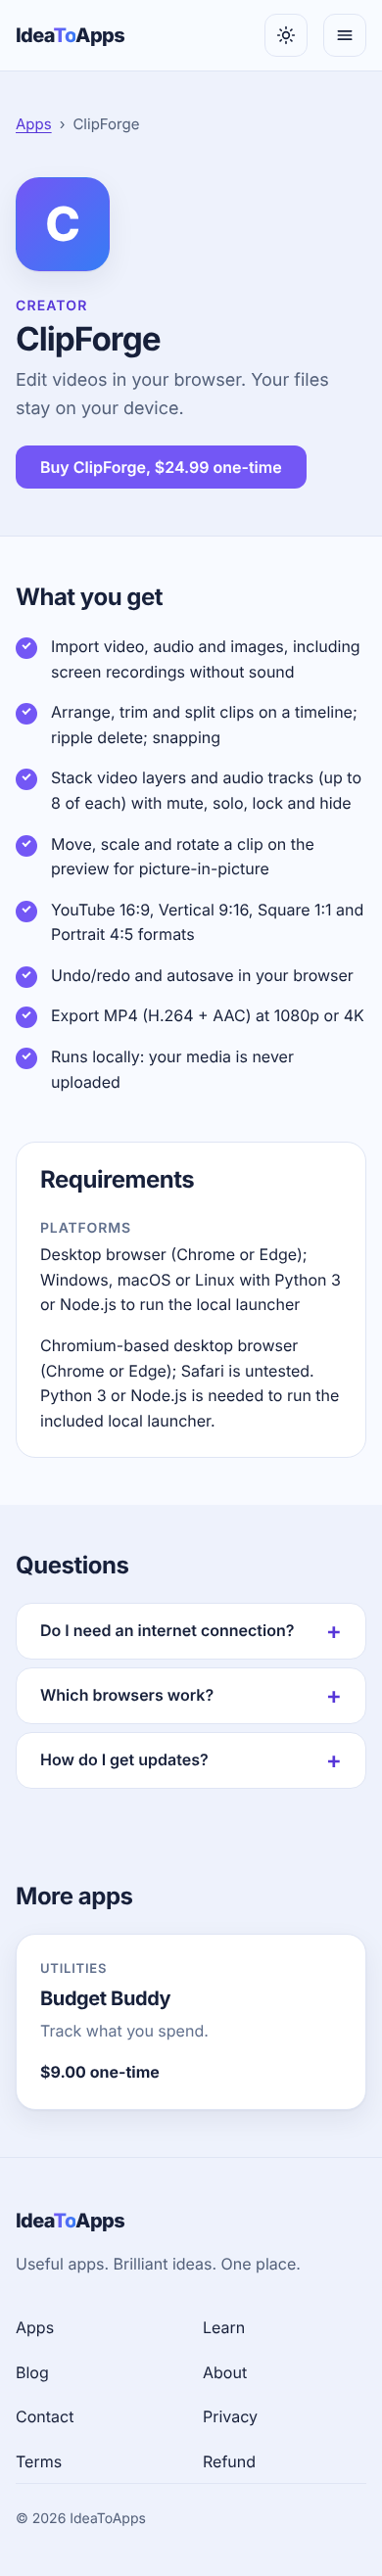 IdeaToApps
Apps › ClipForge
C
CREATOR
ClipForge
Edit videos in your browser. Your files
stay on your device.
Buy ClipForge, $24.99 one-time
What you get
Import video, audio and images, including
screen recordings without sound
Arrange, trim and split clips on a timeline;
ripple delete; snapping
Stack video layers and audio tracks (up to
8 of each) with mute, solo, lock and hide
Move, scale and rotate a clip on the
preview for picture-in-picture
YouTube 16:9, Vertical 9:16, Square 1:1 and
Portrait 4:5 formats
Undo/redo and autosave in your browser
Export MP4 (H.264 + AAC) at 1080p or 4K
Runs locally: your media is never
uploaded
Requirements
PLATFORMS
Desktop browser (Chrome or Edge);
Windows, macOS or Linux with Python 3
or Node.js to run the local launcher
Chromium-based desktop browser
(Chrome or Edge); Safari is untested.
Python 3 or Node.js is needed to run the
included local launcher.
Questions
Do I need an internet connection? +
Which browsers work? +
How do I get updates? +
More apps
UTILITIES
Budget Buddy
Track what you spend.
$9.00 one-time
IdeaToApps
Useful apps. Brilliant ideas. One place.
Apps Learn
Blog About
Contact Privacy
Terms Refund
© 2026 IdeaToApps